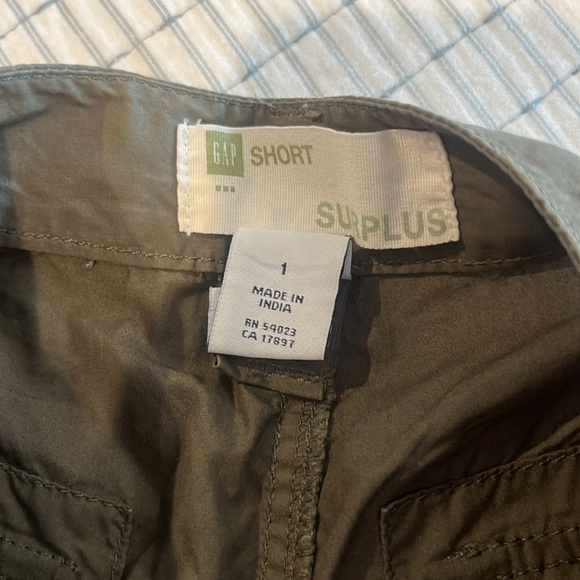 GAP SHORT
SURPLUS
1
MADE IN
INDIA
RN 54023
CA 17897